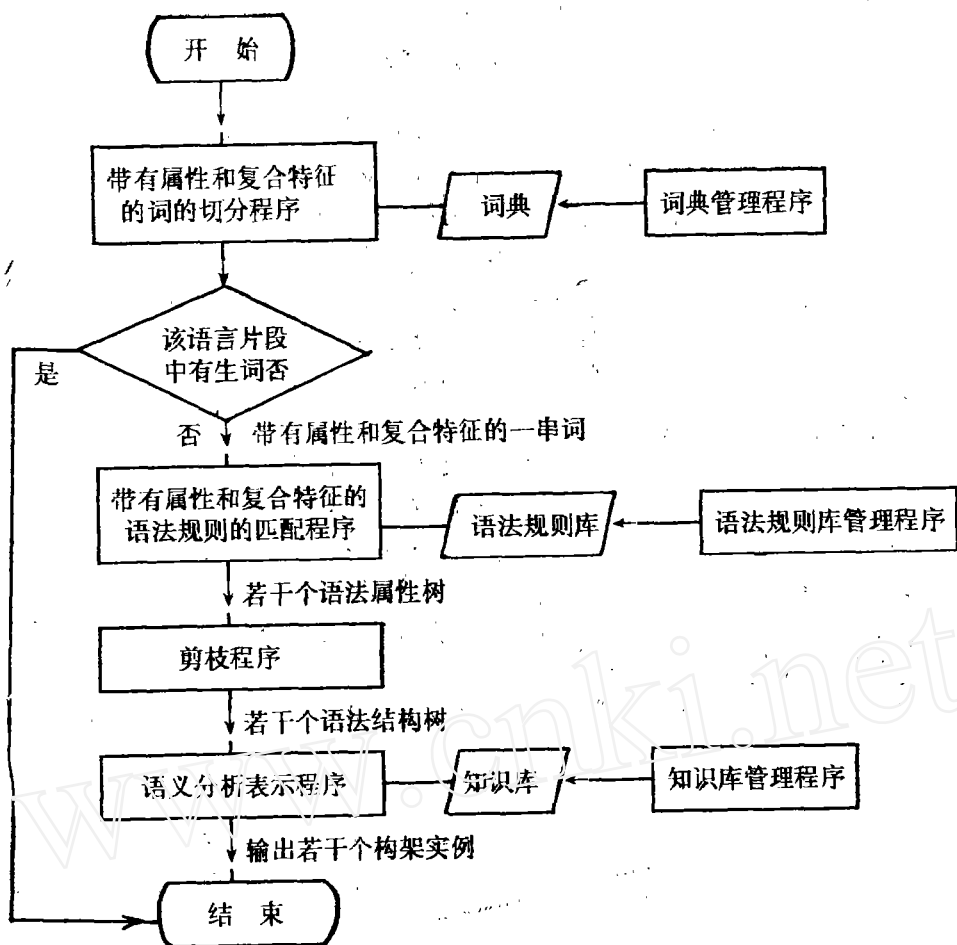 开 始
带有属性和复合特征
的词的切分程序
词典
词典管理程序
该语言片段
中有生词否
是
否
带有属性和复合特征的一串词
带有属性和复合特征的
语法规则的匹配程序
语法规则库
语法规则库管理程序
若干个语法属性树
剪枝程序
若干个语法结构树
语义分析表示程序
知识库
知识库管理程序
输出若干个构架实例
结 束
www.cnki.net